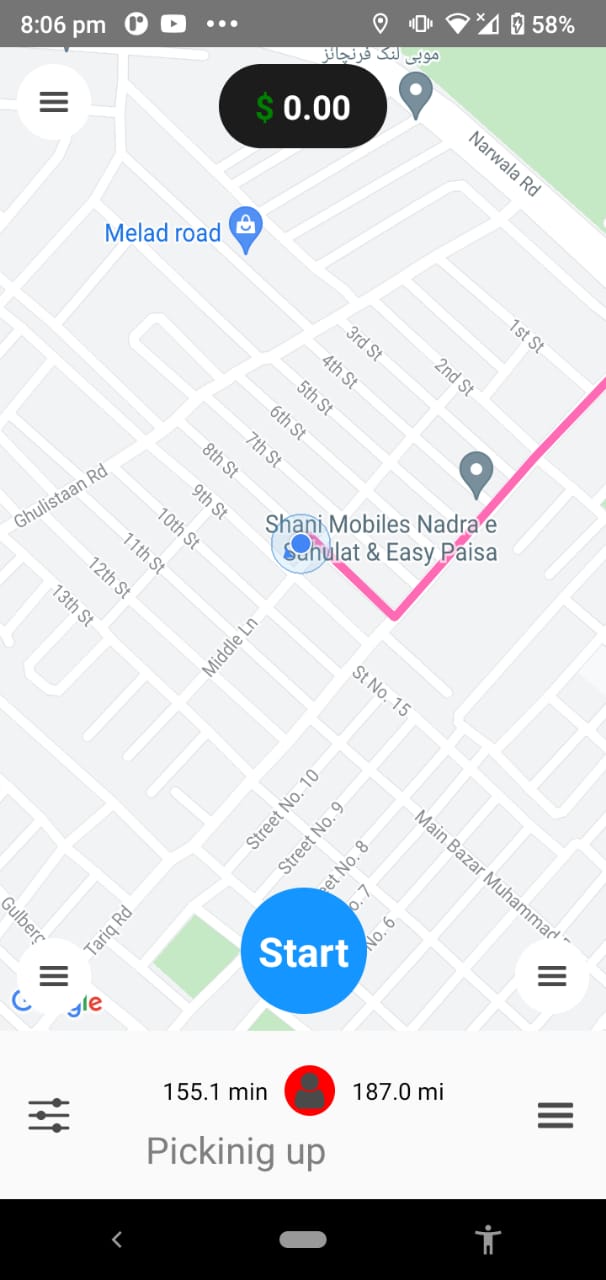 8:06 pm
58%
موبی لنک فرنچائز
$ 0.00
Narwala Rd
Melad road
1st St
3rd St
4th St
2nd St
5th St
6th St
7th St
8th St
Ghulistaan Rd
9th St
10th St
Shani Mobiles Nadra e
Sahulat & Easy Paisa
11th St
12th St
13th St
Middle Ln
St No. 15
Street No. 10
Street No. 9
eet No. 8
Main Bazar Muhammad
o. 7
No. 6
Gulberg
Tariq Rd
Start
155.1 min
187.0 mi
Pickinig up